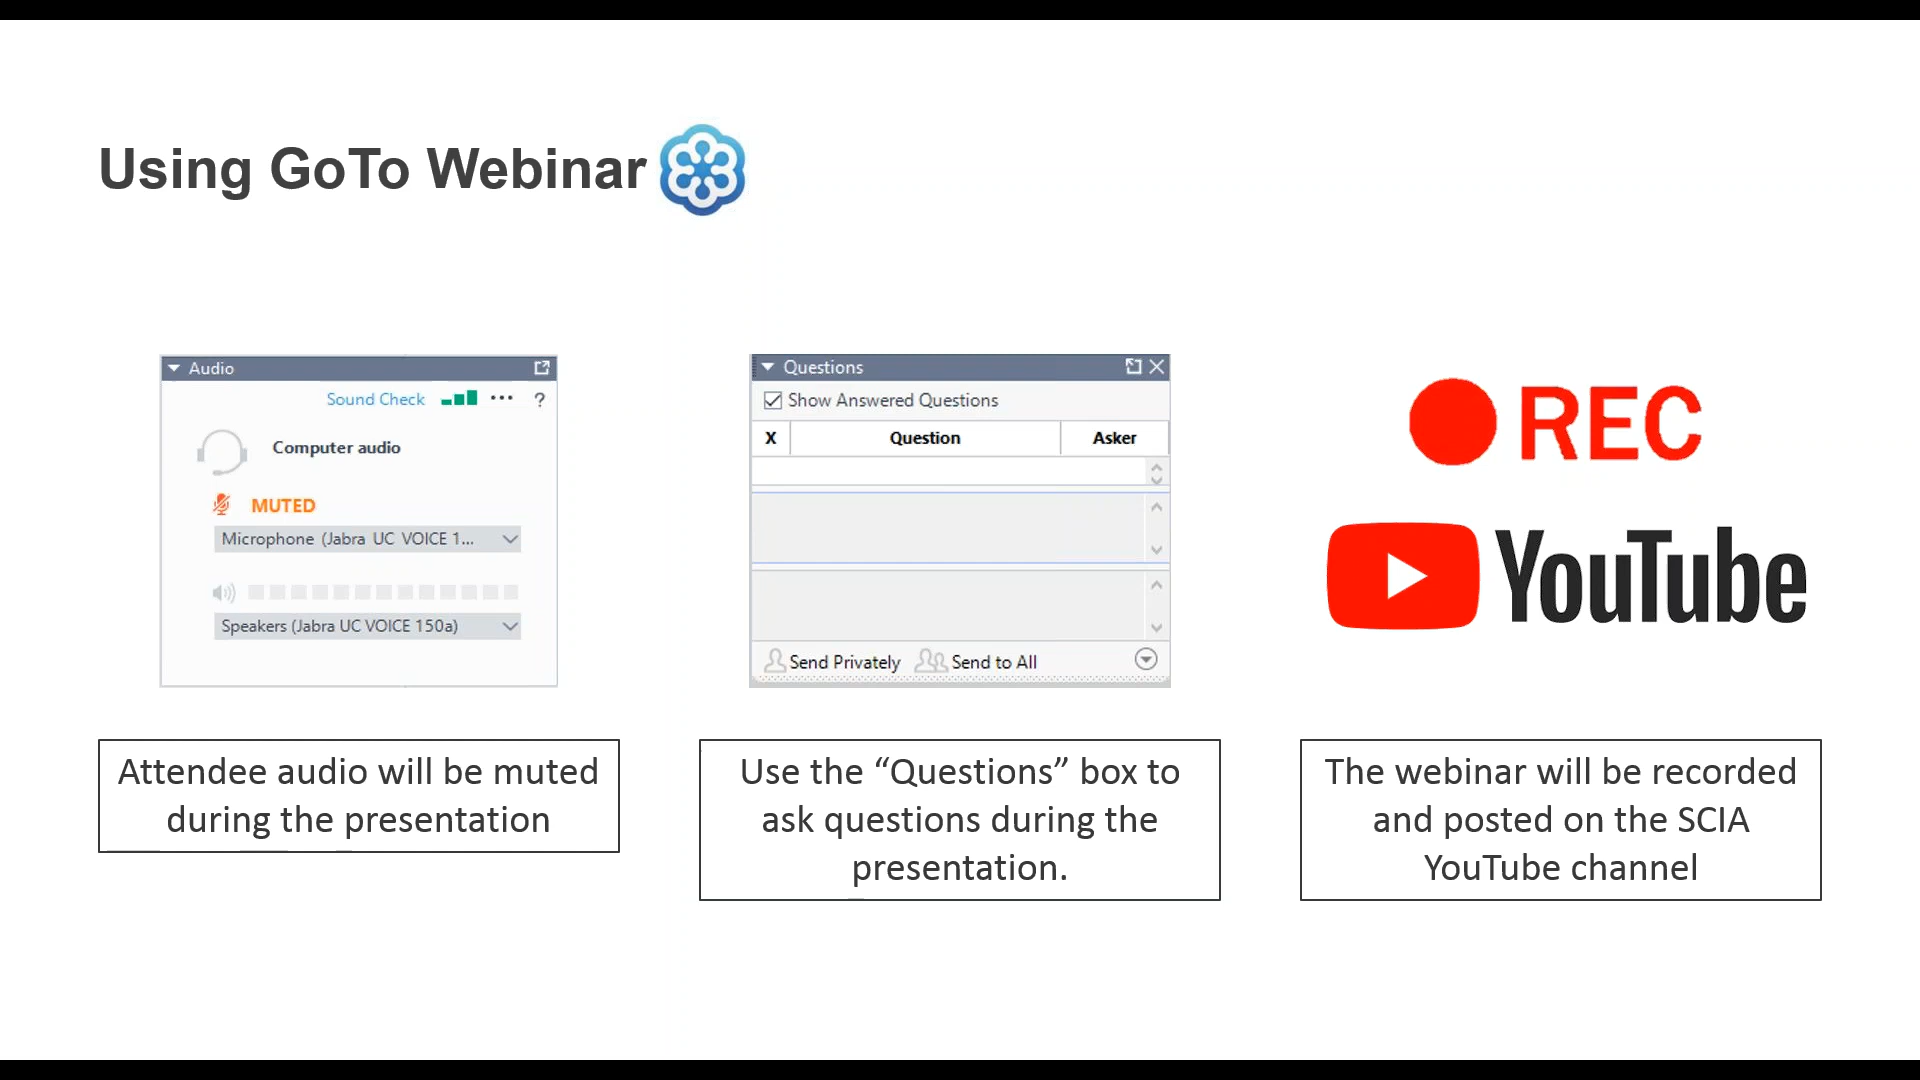 Using GoTo Webinar
Audio
Sound Check ?
Computer audio
MUTED
Microphone (Jabra UC VOICE 1...
Speakers (Jabra UC VOICE 150a)
Attendee audio will be muted
during the presentation
Questions
Show Answered Questions
X Question Asker
Send Privately Send to All
Use the “Questions” box to
ask questions during the
presentation.
REC
YouTube
The webinar will be recorded
and posted on the SCIA
YouTube channel